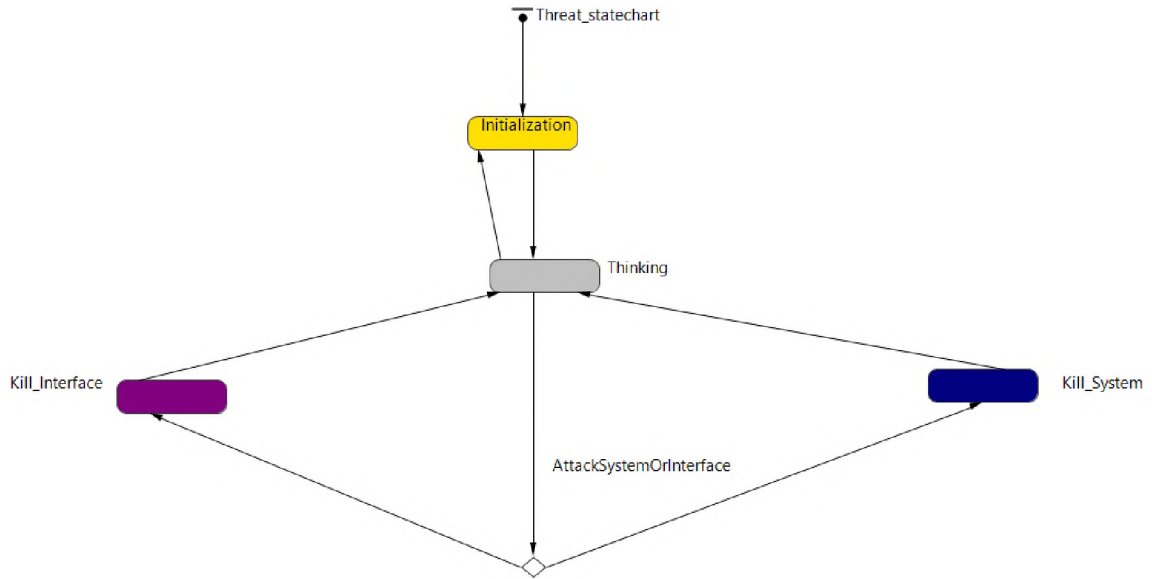 Threat_statechart
Initialization
Thinking
Kill_Interface
Kill_System
AttackSystemOrInterface